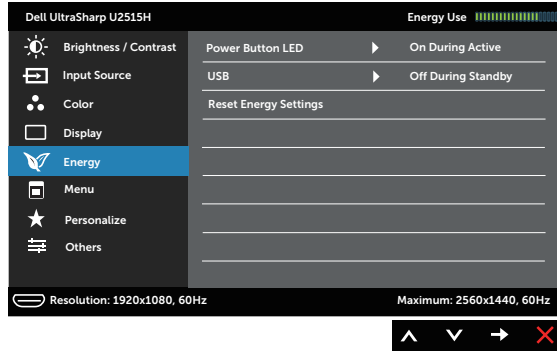 Dell UltraSharp U2515H Energy Use
Brightness / Contrast Power Button LED On During Active
Input Source USB Off During Standby
Color Reset Energy Settings
Display
Energy
Menu
Personalize
Others
Resolution: 1920x1080, 60Hz Maximum: 2560x1440, 60Hz